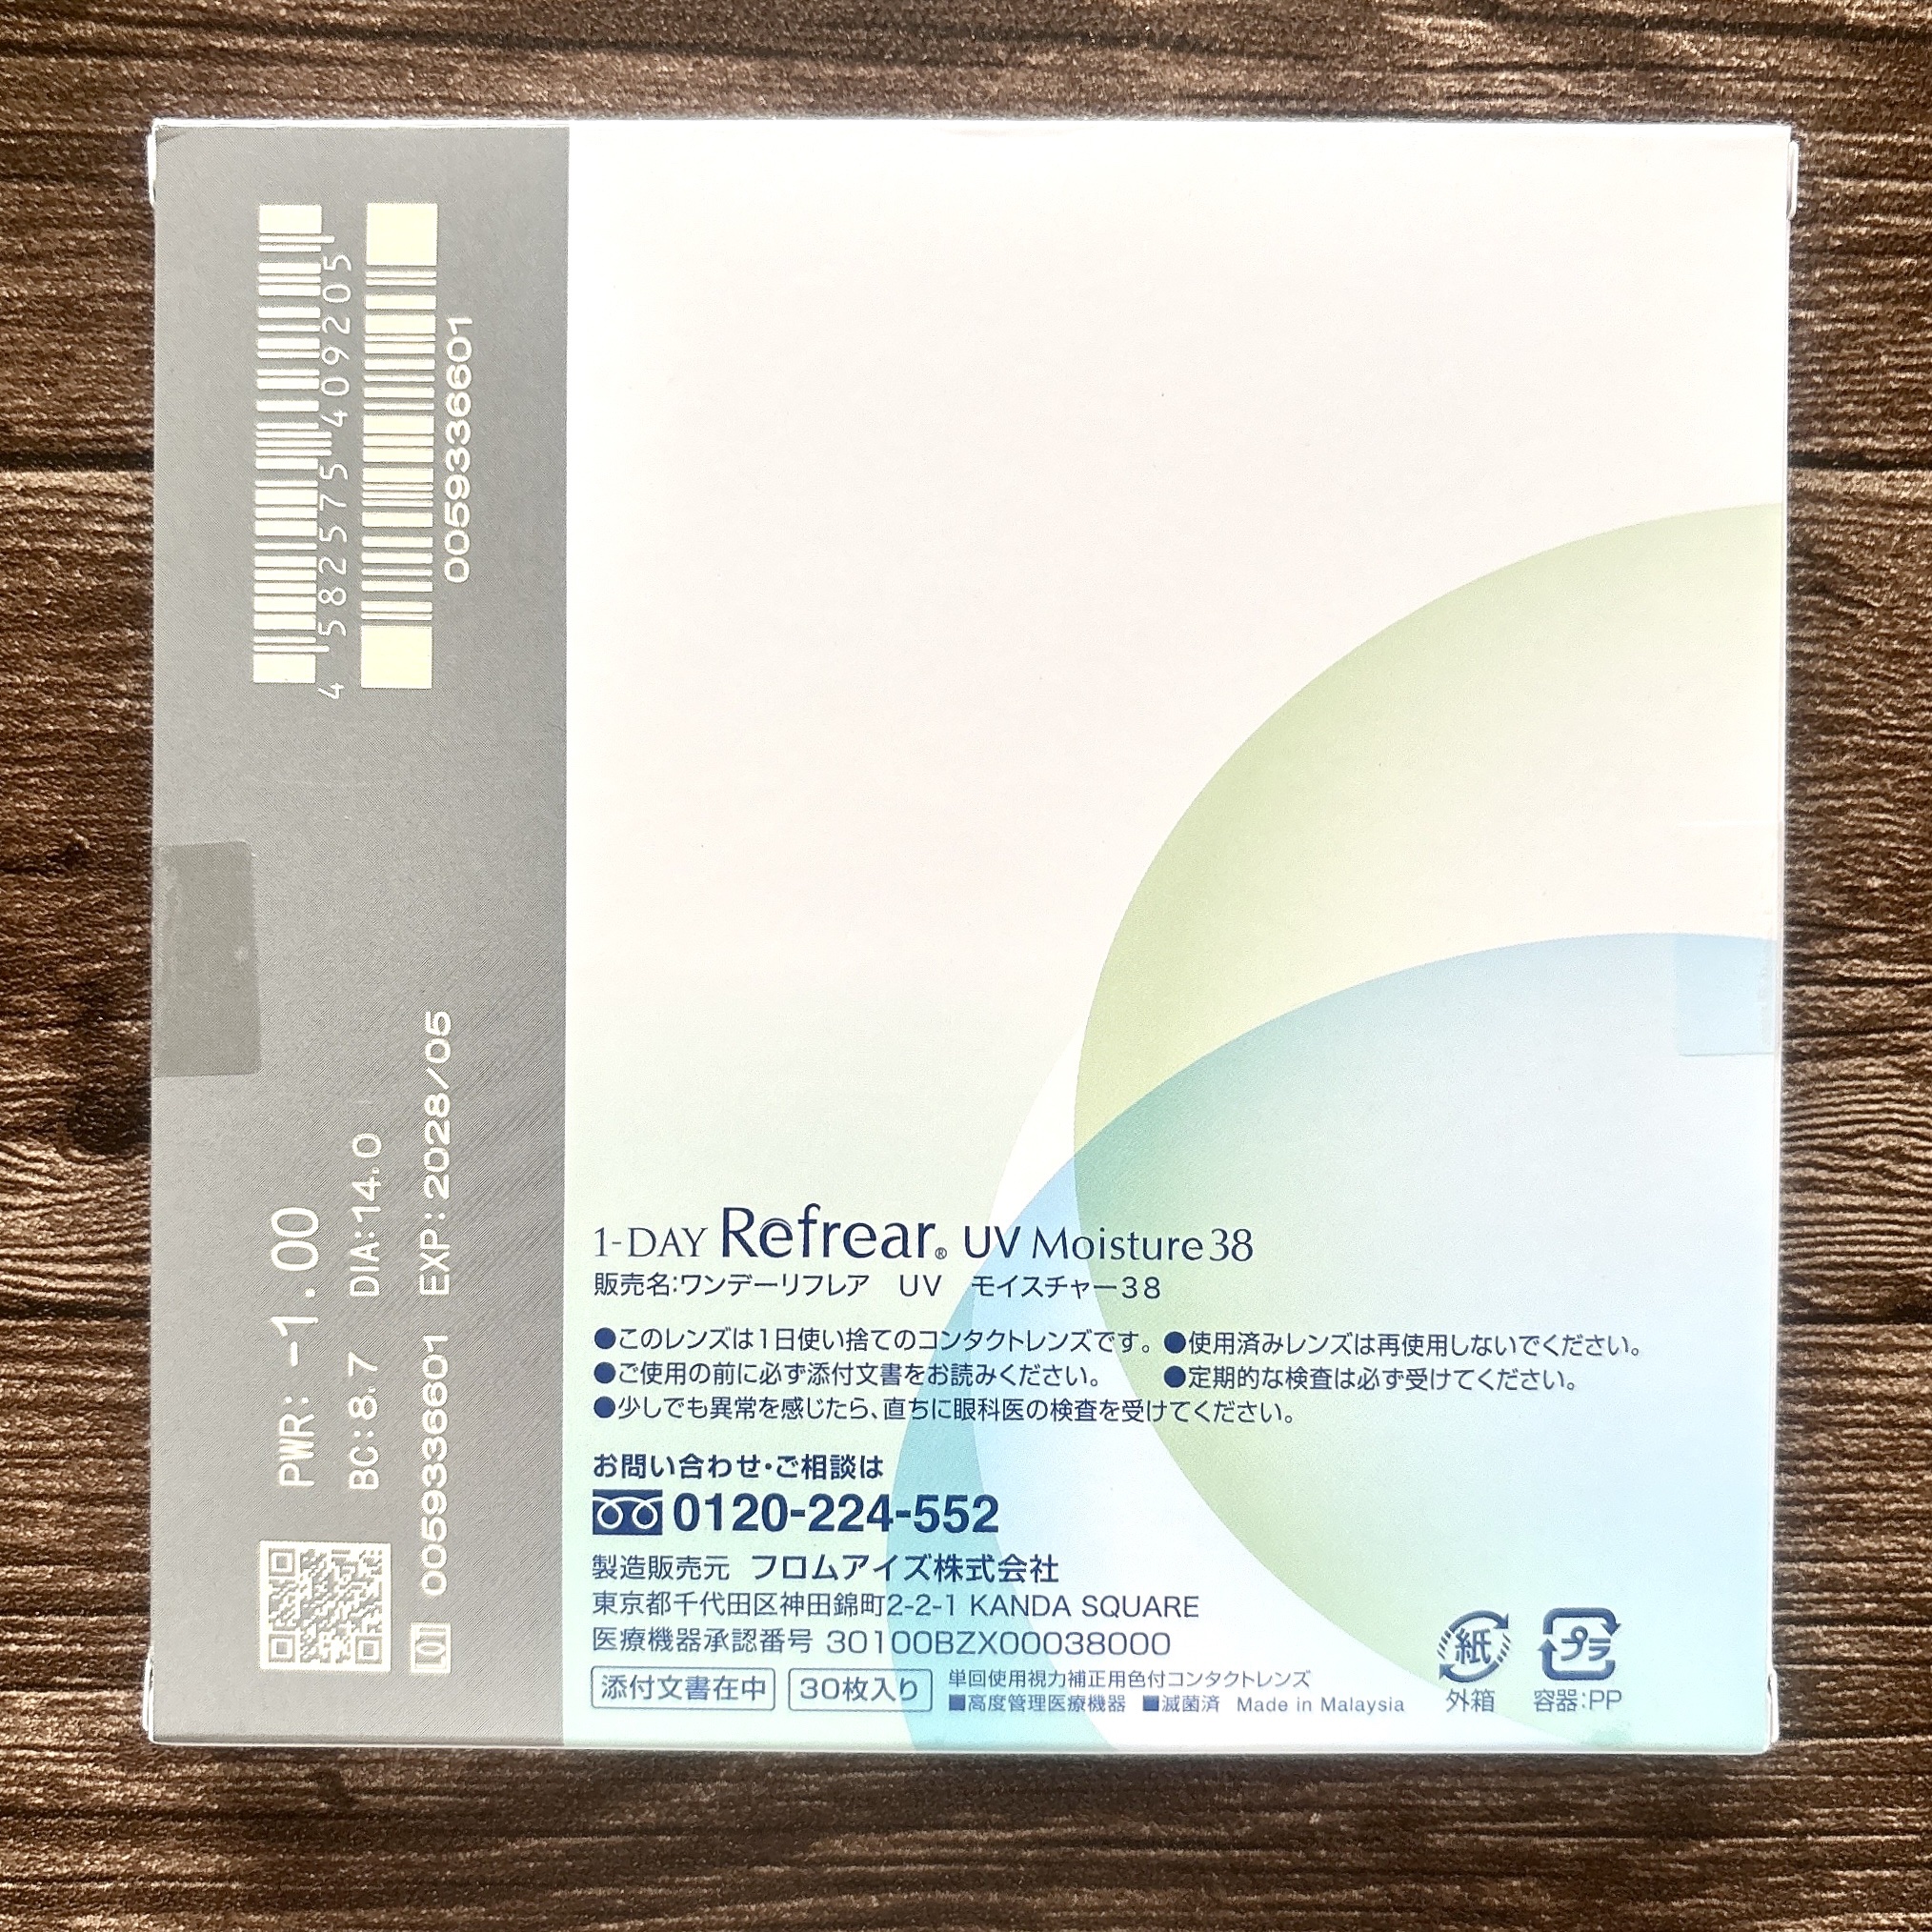 4 582575 409205
0059336601
PWR: -1.00
BC:8.7 DIA:14.0
LOT 0059336601 EXP:2028/05
1-DAY Refrear® UV Moisture38
販売名:ワンデーリフレア UV モイスチャー38
●このレンズは1日使い捨てのコンタクトレンズです。 ●使用済みレンズは再使用しないでください。
●ご使用の前に必ず添付文書をお読みください。 ●定期的な検査は必ず受けてください。
●少しでも異常を感じたら、直ちに眼科医の検査を受けてください。
お問い合わせ・ご相談は
0120-224-552
製造販売元 フロムアイズ株式会社
東京都千代田区神田錦町2-2-1 KANDA SQUARE
医療機器承認番号 30100BZX00038000
添付文書在中 30枚入り
単回使用視力補正用色付コンタクトレンズ
■高度管理医療機器 ■滅菌済 Made in Malaysia
紙
外箱
プラ
容器:PP